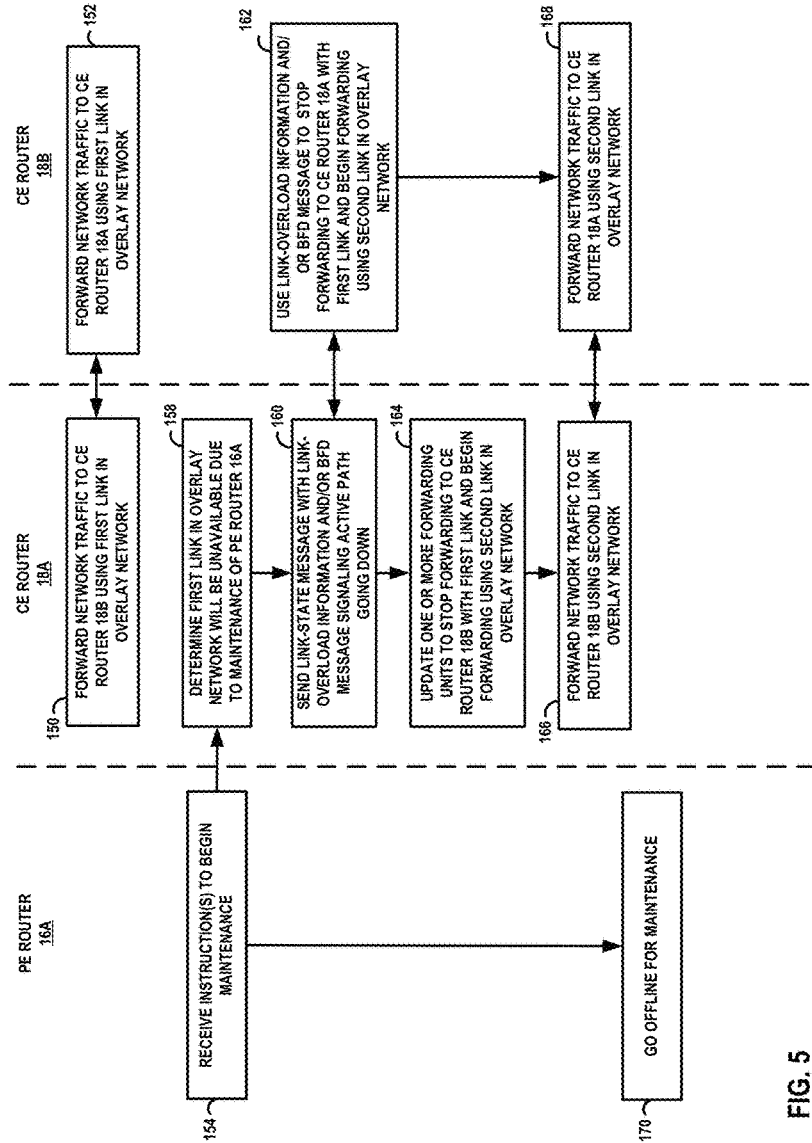 PE ROUTER
16A
CE ROUTER
18A
CE ROUTER
18B
150
FORWARD NETWORK TRAFFIC TO CE
ROUTER 18B USING FIRST LINK IN
OVERLAY NETWORK
152
FORWARD NETWORK TRAFFIC TO CE
ROUTER 18A USING FIRST LINK IN
OVERLAY NETWORK
154
RECEIVE INSTRUCTION(S) TO BEGIN
MAINTENANCE
158
DETERMINE FIRST LINK IN OVERLAY
NETWORK WILL BE UNAVAILABLE DUE
TO MAINTENANCE OF PE ROUTER 16A
160
SEND LINK-STATE MESSAGE WITH LINK-
OVERLOAD INFORMATION AND/OR BFD
MESSAGE SIGNALING ACTIVE PATH
GOING DOWN
162
USE LINK-OVERLOAD INFORMATION AND/
OR BFD MESSAGE TO STOP
FORWARDING TO CE ROUTER 18A WITH
FIRST LINK AND BEGIN FORWARDING
USING SECOND LINK IN OVERLAY
NETWORK
164
UPDATE ONE OR MORE FORWARDING
UNITS TO STOP FORWARDING TO CE
ROUTER 18B WITH FIRST LINK AND BEGIN
FORWARDING USING SECOND LINK IN
OVERLAY NETWORK
166
FORWARD NETWORK TRAFFIC TO CE
ROUTER 18B USING SECOND LINK IN
OVERLAY NETWORK
168
FORWARD NETWORK TRAFFIC TO CE
ROUTER 18A USING SECOND LINK IN
OVERLAY NETWORK
170
GO OFFLINE FOR MAINTENANCE
FIG. 5